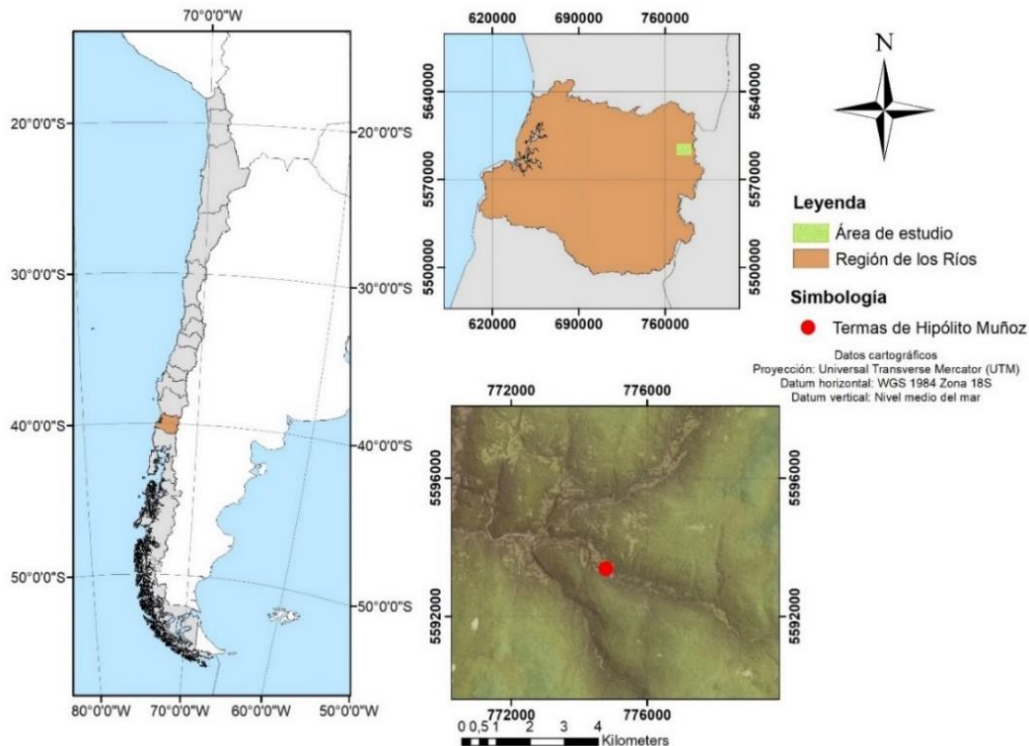 70°0'0"W
20°0'0"S
30°0'0"S
40°0'0"S
50°0'0"S
20°0'0"S
30°0'0"S
40°0'0"S
50°0'0"S
80°0'0"W 70°0'0"W 60°0'0"W 50°0'0"W
620000 690000 760000
5640000
5570000
5500000
5640000
5570000
5500000
620000 690000 760000
N
Leyenda
Área de estudio
Región de los Ríos
Simbología
Termas de Hipólito Muñoz
Datos cartográficos
Proyección: Universal Transverse Mercator (UTM)
Datum horizontal: WGS 1984 Zona 18S
Datum vertical: Nivel medio del mar
772000 776000
5596000
5592000
5596000
5592000
772000 776000
0 0,5 1 2 3 4
Kilometers